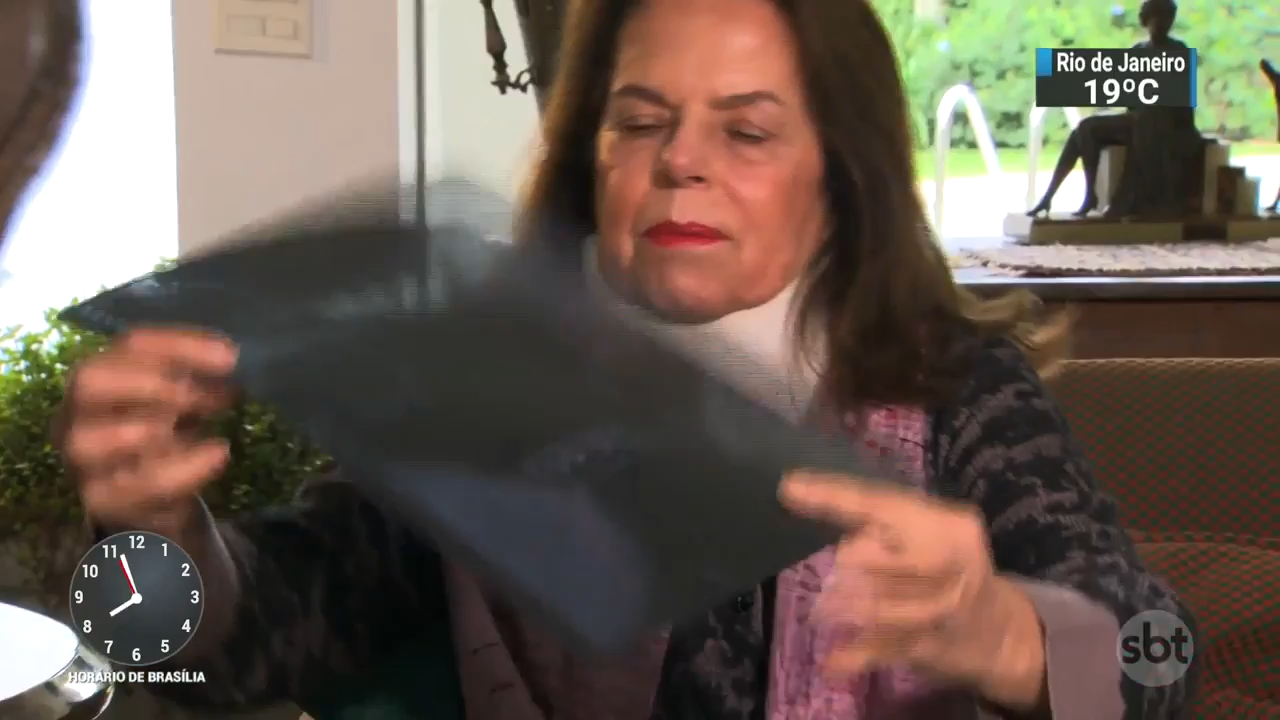 Rio de Janeiro
19ºC
11 12 1
10 2
9 3
8 4
7 6 5
HORÁRIO DE BRASÍLIA
sbt